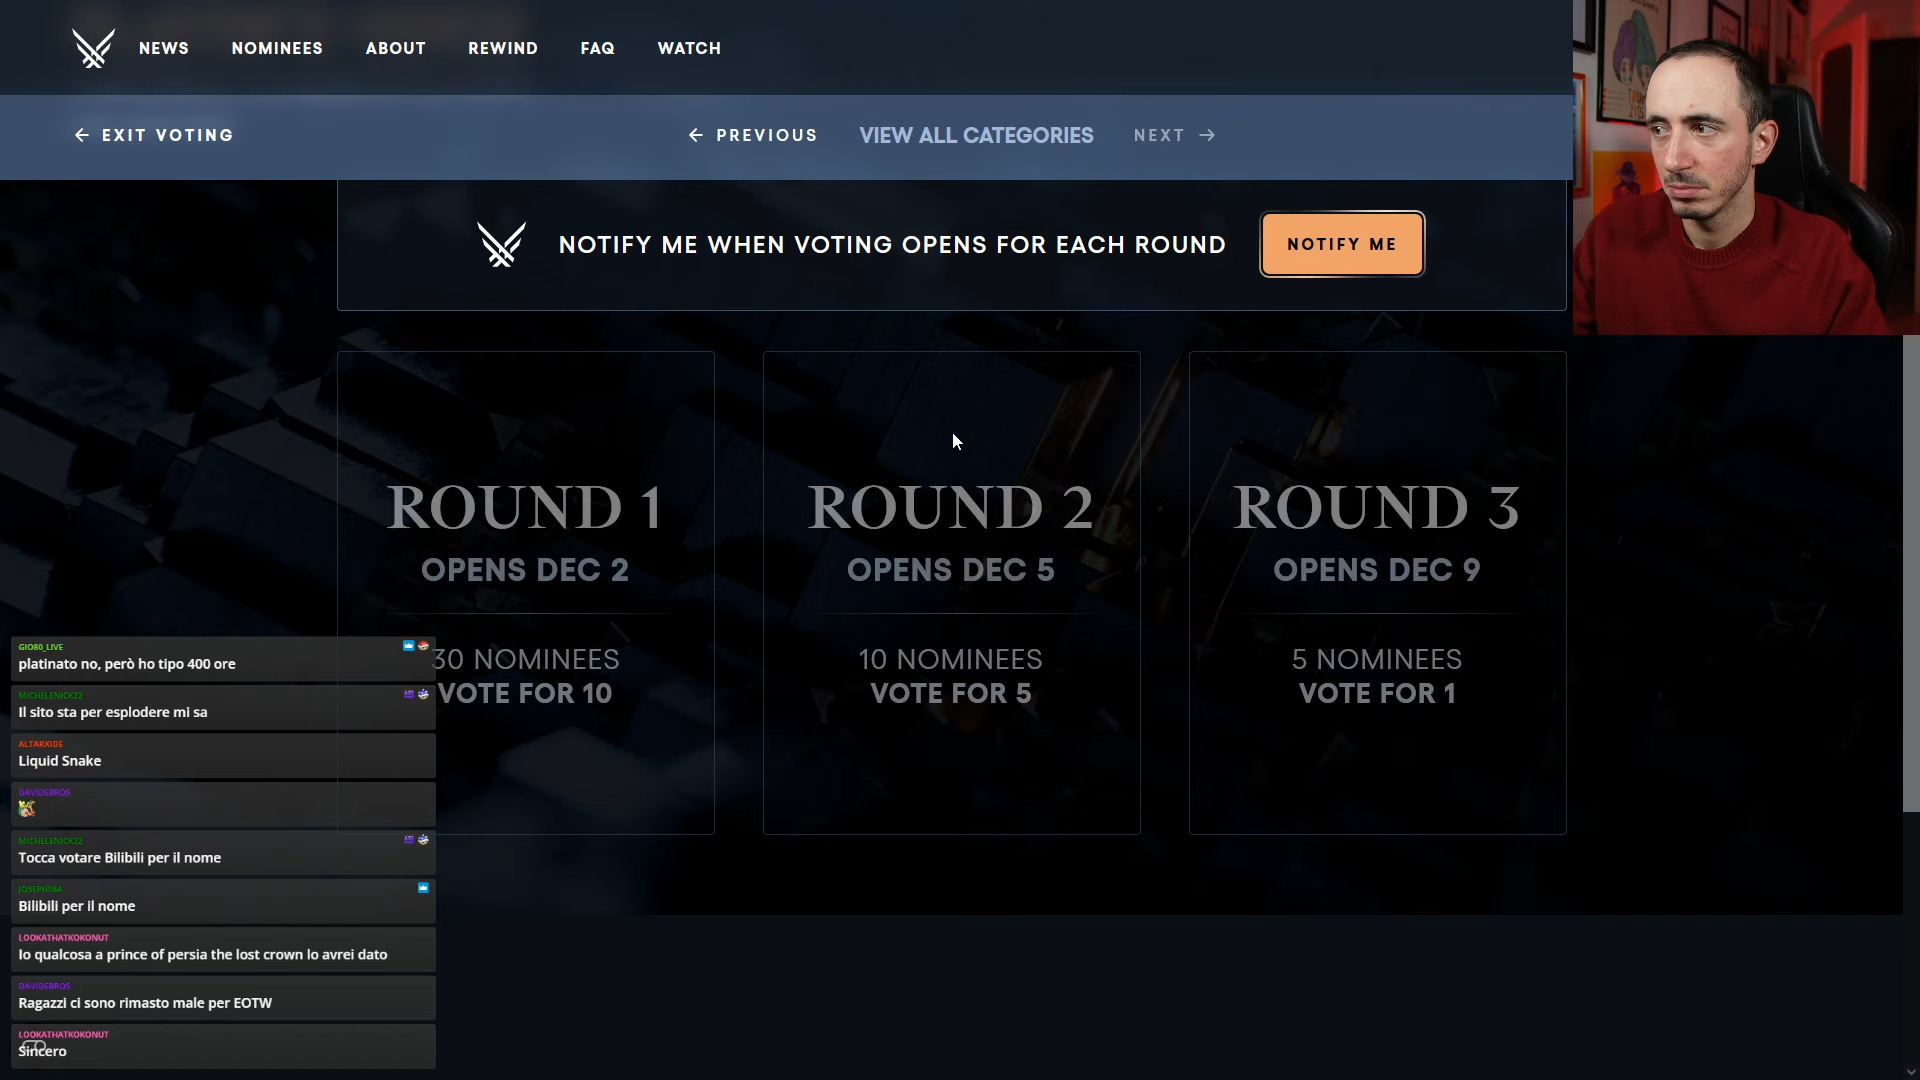 NEWS
NOMINEES
ABOUT
REWIND
FAQ
WATCH
EXIT VOTING
PREVIOUS
VIEW ALL CATEGORIES
NEXT
NOTIFY ME WHEN VOTING OPENS FOR EACH ROUND
NOTIFY ME
ROUND 1
OPENS DEC 2
30 NOMINEES
VOTE FOR 10
ROUND 2
OPENS DEC 5
10 NOMINEES
VOTE FOR 5
ROUND 3
OPENS DEC 9
5 NOMINEES
VOTE FOR 1
GIO80_LIVE
platinato no, però ho tipo 400 ore
MICHELENICK22
Il sito sta per esplodere mi sa
ALTARXIDE
Liquid Snake
DAVIDEBROS
MICHELENICK22
Tocca votare Bilibili per il nome
JOSEPH08A
Bilibili per il nome
LOOKATHATKOKONUT
Io qualcosa a prince of persia the lost crown lo avrei dato
DAVIDEBROS
Ragazzi ci sono rimasto male per EOTW
LOOKATHATKOKONUT
Sincero